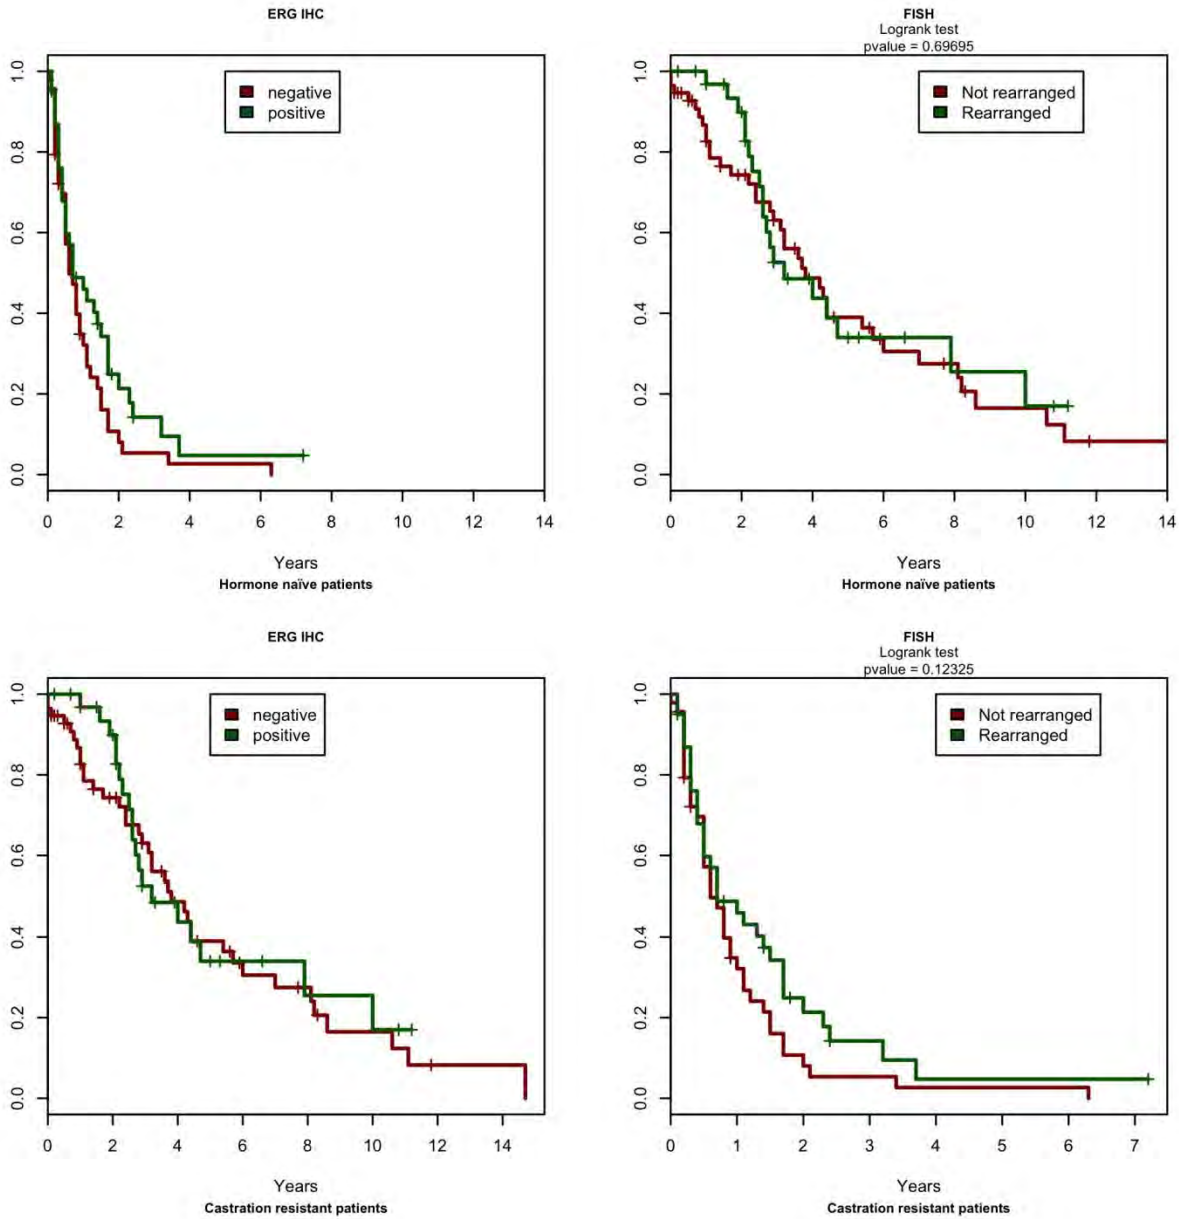 ERG IHC
negative
positive
1.0
0.8
0.6
0.4
0.2
0.0
0 2 4 6 8 10 12 14
Years
Hormone naïve patients
FISH
Logrank test
pvalue = 0.69695
Not rearranged
Rearranged
1.0
0.8
0.6
0.4
0.2
0.0
0 2 4 6 8 10 12 14
Years
Hormone naïve patients
ERG IHC
negative
positive
1.0
0.8
0.6
0.4
0.2
0.0
0 2 4 6 8 10 12 14
Years
Castration resistant patients
FISH
Logrank test
pvalue = 0.12325
Not rearranged
Rearranged
1.0
0.8
0.6
0.4
0.2
0.0
0 1 2 3 4 5 6 7
Years
Castration resistant patients